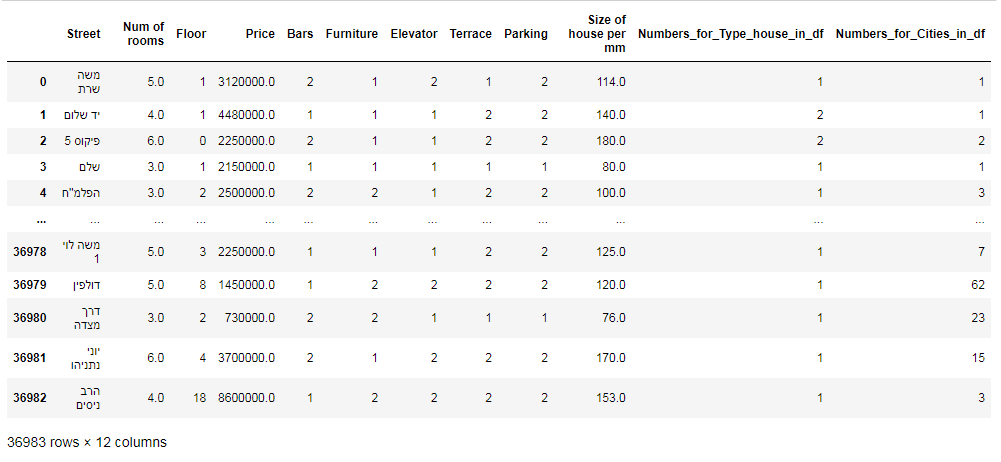 Street Num of rooms Floor Price Bars Furniture Elevator Terrace Parking Size of house per mm Numbers_for_Type_house_in_df Numbers_for_Cities_in_df
0 משה שרת 5.0 1 3120000.0 2 1 2 1 2 114.0 1 1
1 יד שלום 4.0 1 4480000.0 1 1 1 2 2 140.0 2 1
2 פיקוס 5 6.0 0 2250000.0 2 1 1 2 2 180.0 2 2
3 שלם 3.0 1 2150000.0 1 1 1 1 1 80.0 1 1
4 הפלמ"ח 3.0 2 2500000.0 2 2 1 2 2 100.0 1 3
... ... ... ... ... ... ... ... ... ... ... ... ...
36978 משה לוי 1 5.0 3 2250000.0 1 1 1 2 2 125.0 1 7
36979 דולפין 5.0 8 1450000.0 1 2 2 2 2 120.0 1 62
36980 דרך מצדה 3.0 2 730000.0 2 2 1 1 1 76.0 1 23
36981 יוני נתניהו 6.0 4 3700000.0 2 1 2 2 2 170.0 1 15
36982 הרב ניסים 4.0 18 8600000.0 1 2 2 2 2 153.0 1 3
36983 rows × 12 columns